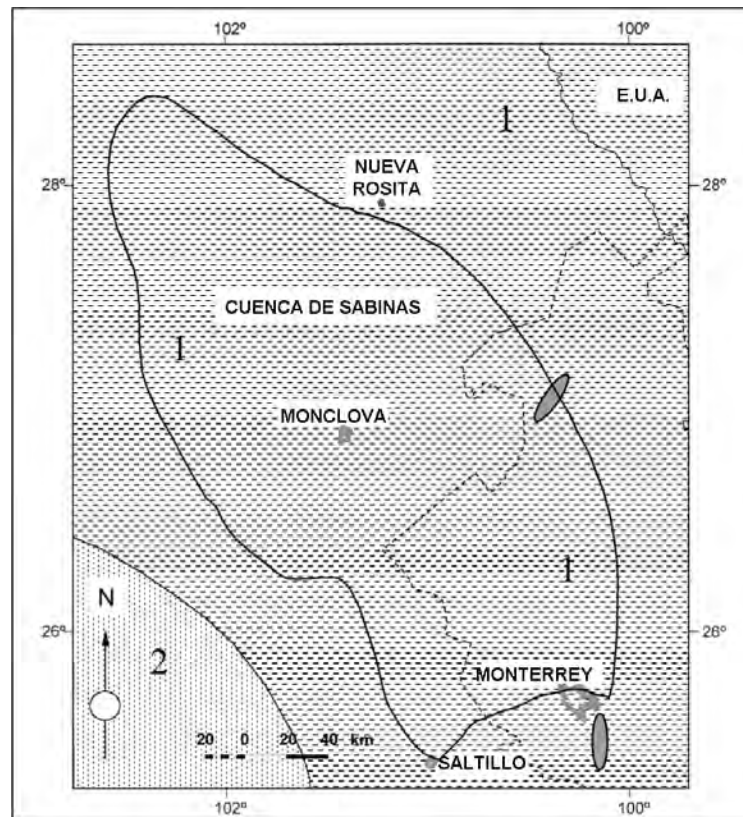 102º 100º
E.U.A.
1
NUEVA
ROSITA
28º 28º
CUENCA DE SABINAS
1
MONCLOVA
1
N
26º 26º
2
MONTERREY
20 0 20 40 km
SALTILLO
102º 100º